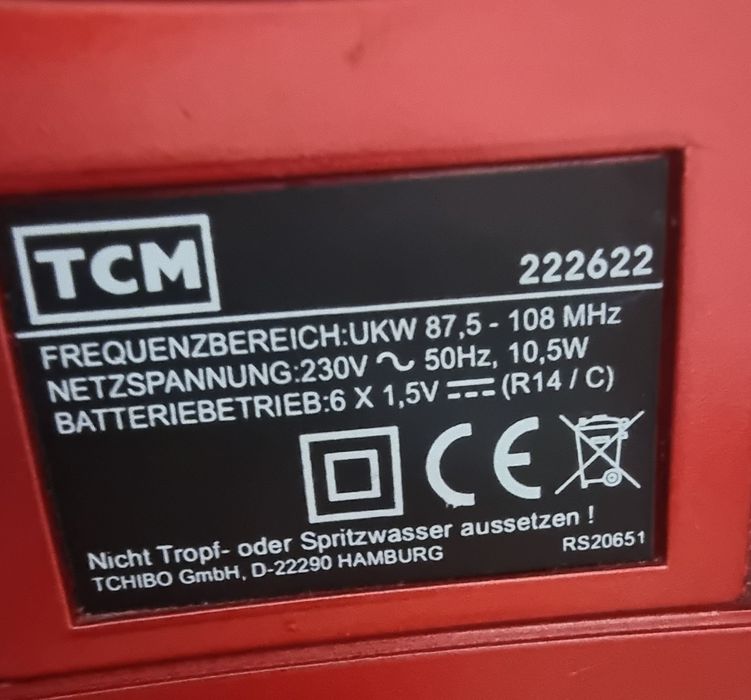 TCM
222622
FREQUENZBEREICH:UKW 87,5 - 108 MHz
NETZSPANNUNG:230V ~ 50Hz, 10,5W
BATTERIEBETRIEB:6 X 1,5V ⎓ (R14 / C)
CE
Nicht Tropf- oder Spritzwasser aussetzen !
TCHIBO GmbH, D-22290 HAMBURG
RS20651